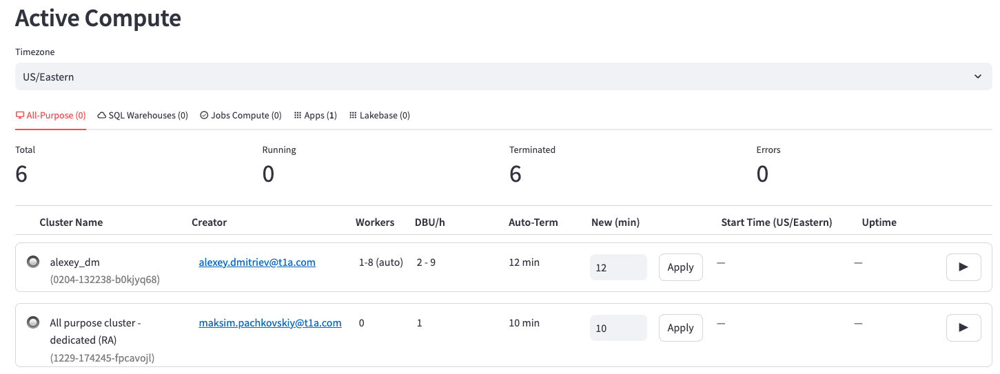 Active Compute
Timezone
US/Eastern
All-Purpose (0) SQL Warehouses (0) Jobs Compute (0) Apps (1) Lakebase (0)
Total Running Terminated Errors
6 0 6 0
Cluster Name Creator Workers DBU/h Auto-Term New (min) Start Time (US/Eastern) Uptime
alexey_dm alexey.dmitriev@t1a.com 1-8 (auto) 2 - 9 12 min 12 Apply — —
(0204-132238-b0kjyq68)
All purpose cluster - maksim.pachkovskiy@t1a.com 0 1 10 min 10 Apply — —
dedicated (RA)
(1229-174245-fpcavojl)